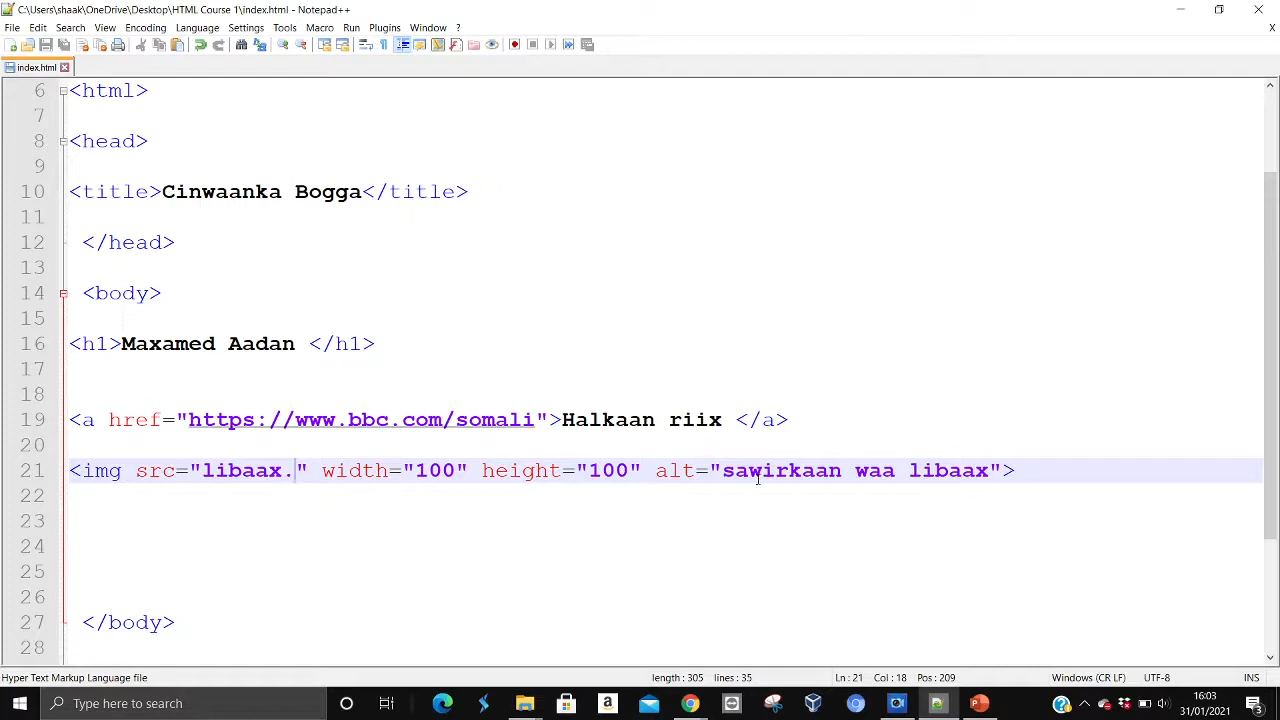 C:\Users\shaak\OneDrive\Desktop\HTML Course 1\index.html - Notepad++
File Edit Search View Encoding Language Settings Tools Macro Run Plugins Window ? X
index.html
6 <html>
7
8 <head>
9
10 <title>Cinwaanka Bogga</title>
11
12 </head>
13
14 <body>
15
16 <h1>Maxamed Aadan </h1>
17
18
19 <a href="https://www.bbc.com/somali">Halkaan riix </a>
20
21 <img src="libaax." width="100" height="100" alt="sawirkaan waa libaax">
22
23
24
25
26
27 </body>
28
Hyper Text Markup Language file length : 305 lines : 35 Ln : 21 Col : 18 Pos : 209 Windows (CR LF) UTF-8 INS
Type here to search
16:03
31/01/2021
3